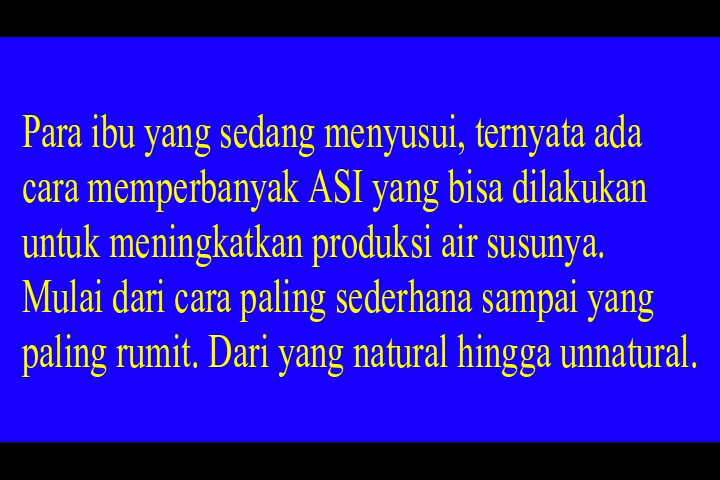 Para ibu yang sedang menyusui, ternyata ada
cara memperbanyak ASI yang bisa dilakukan
untuk meningkatkan produksi air susunya.
Mulai dari cara paling sederhana sampai yang
paling rumit. Dari yang natural hingga unnatural.